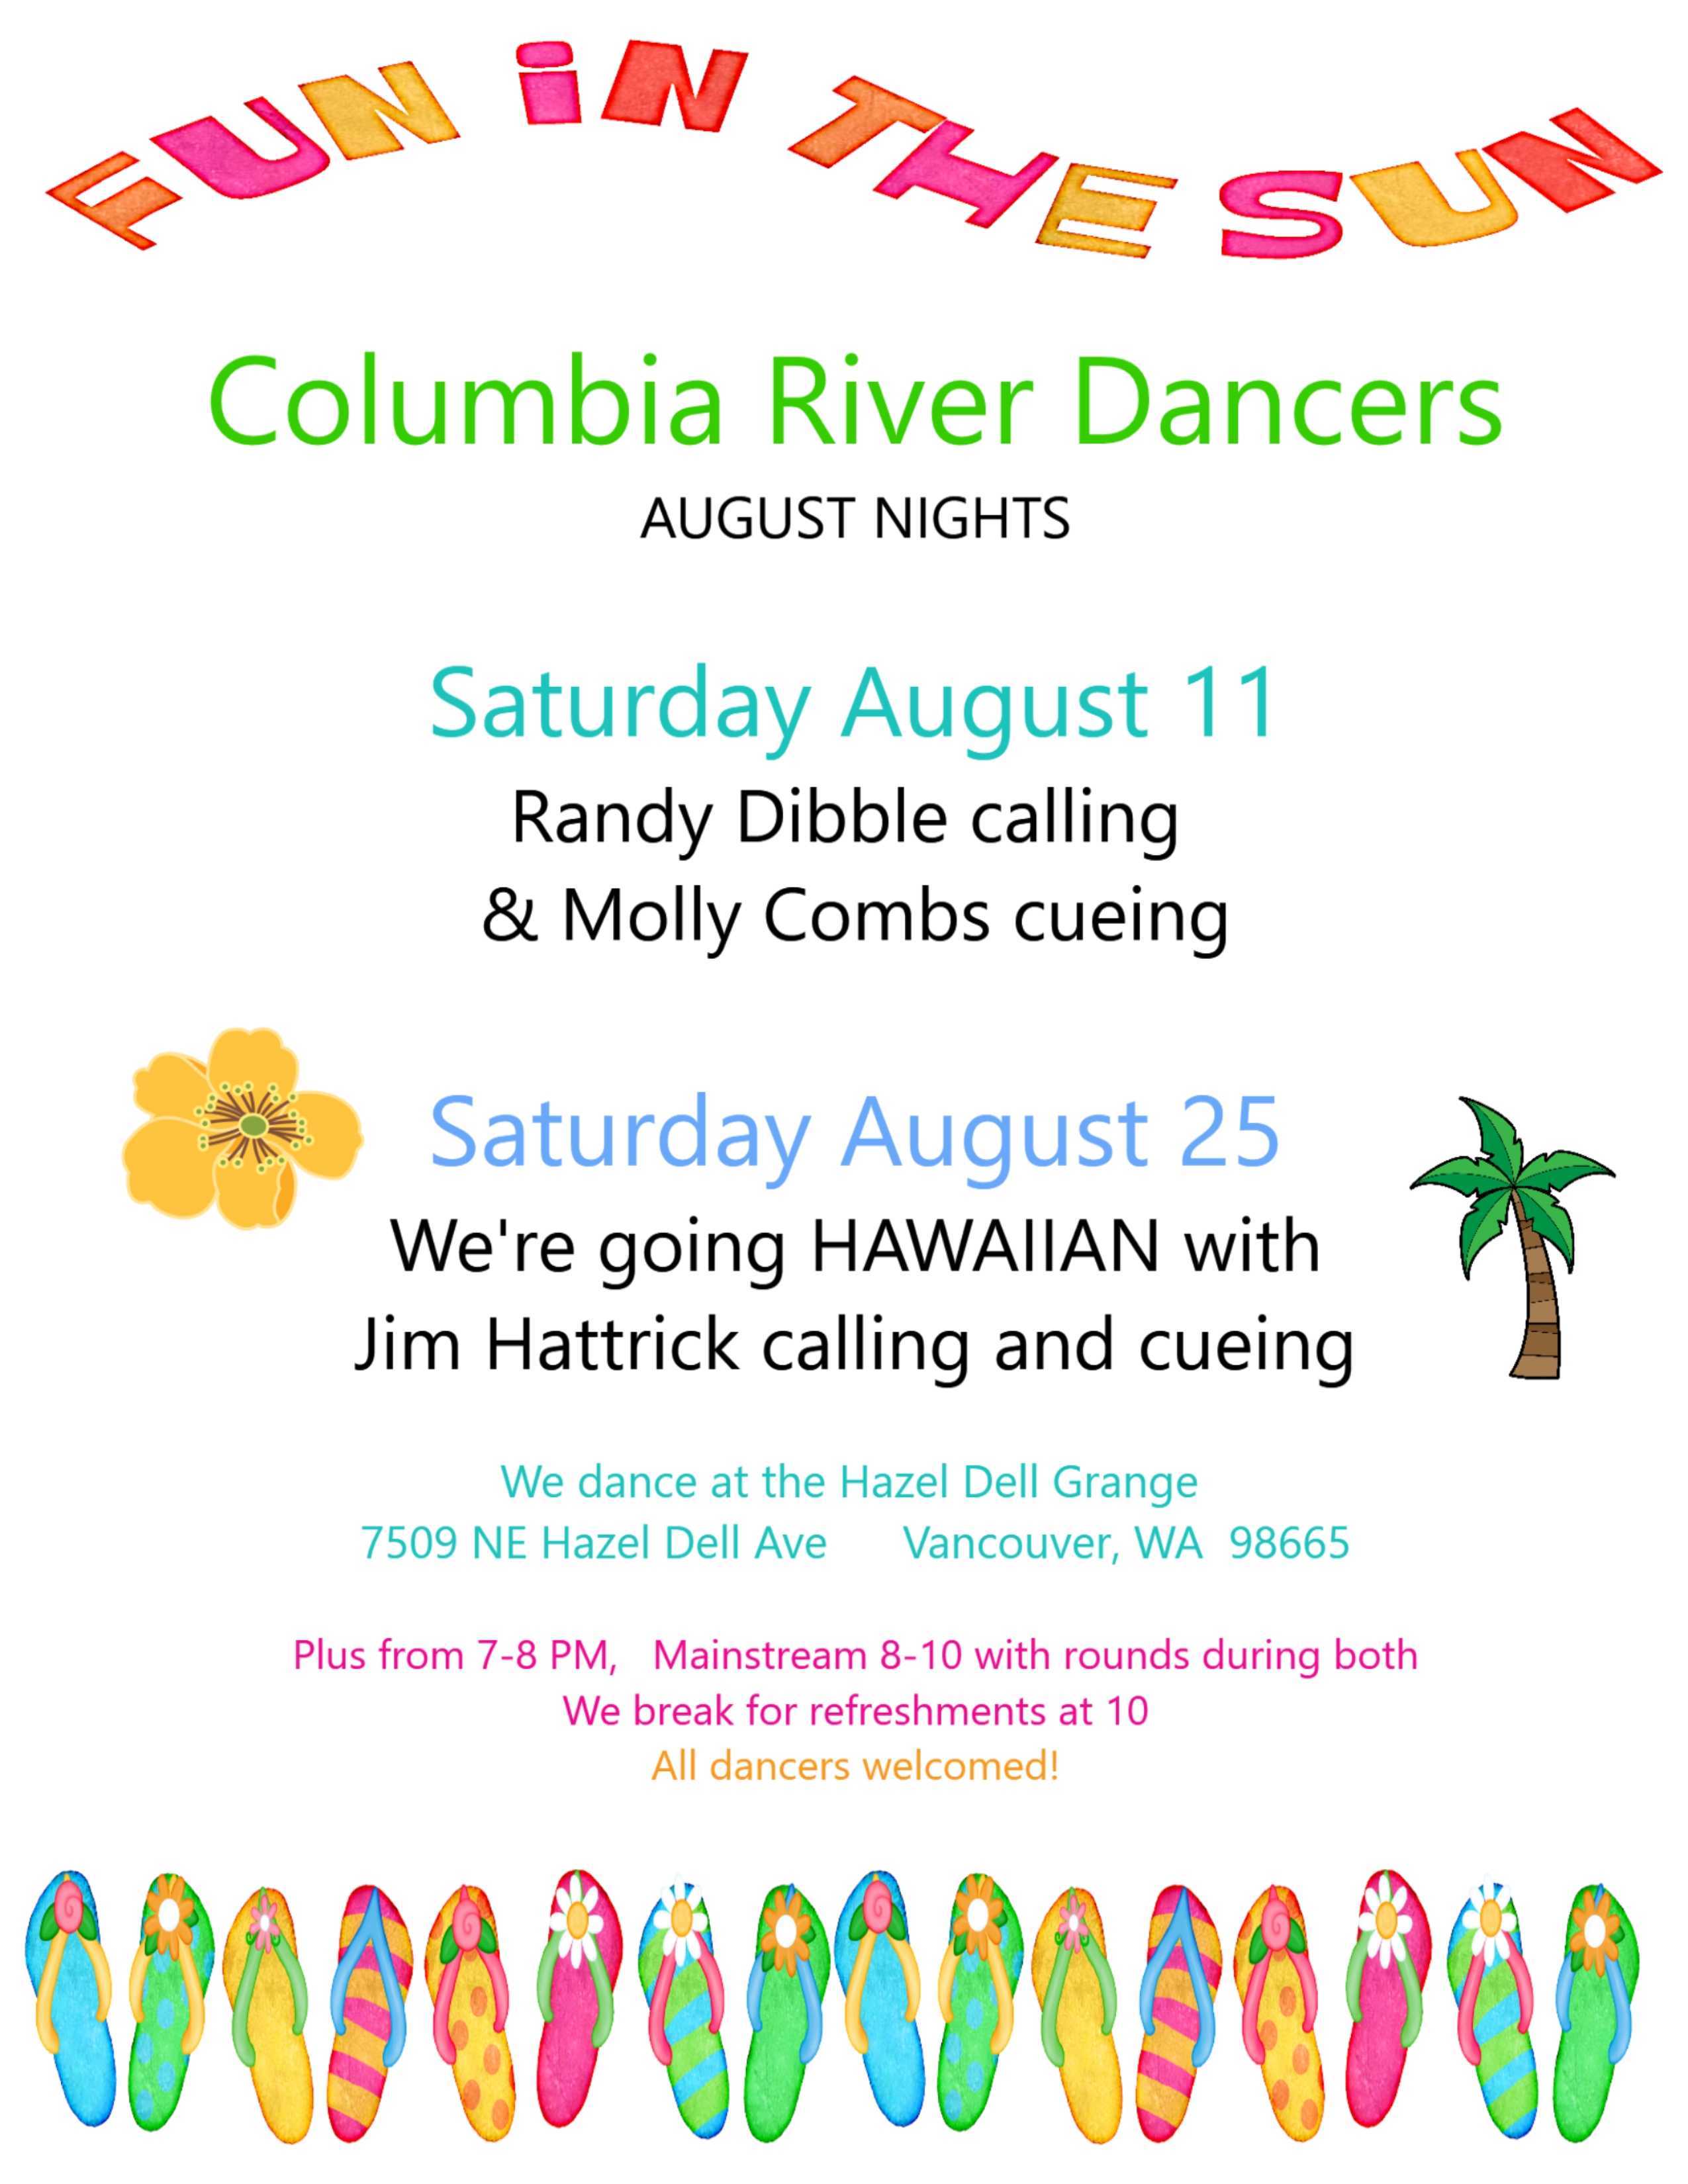 FUN iN THE SUN
Columbia River Dancers
AUGUST NIGHTS
Saturday August 11
Randy Dibble calling
& Molly Combs cueing
Saturday August 25
We're going HAWAIIAN with
Jim Hattrick calling and cueing
We dance at the Hazel Dell Grange
7509 NE Hazel Dell Ave Vancouver, WA 98665
Plus from 7-8 PM, Mainstream 8-10 with rounds during both
We break for refreshments at 10
All dancers welcomed!